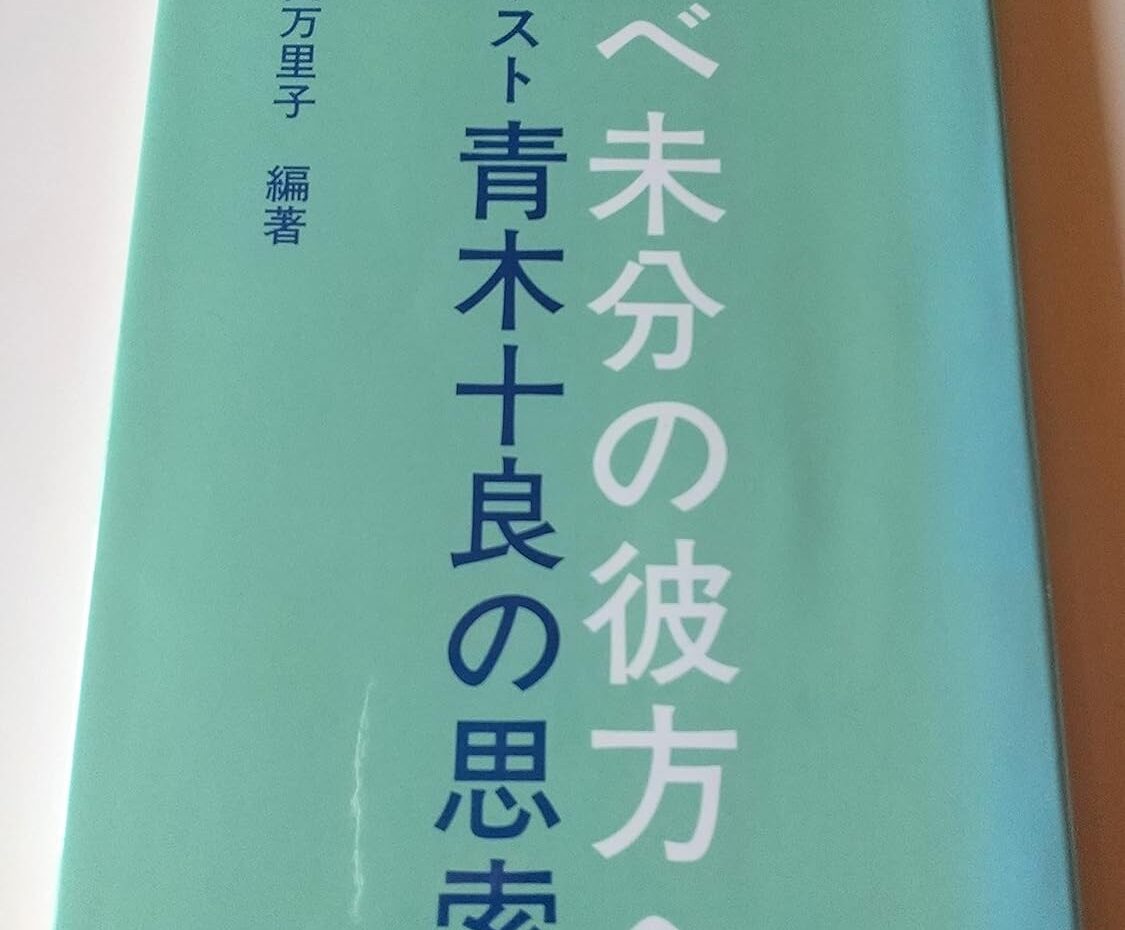 べ未分の彼方へ
スト 青木十良の思索
万里子 編著